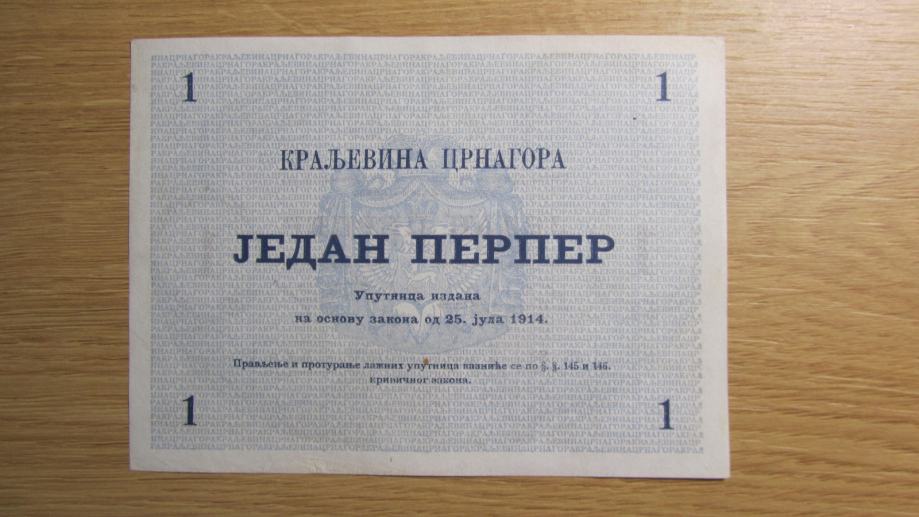 1 1
КРАЉЕВИНА ЦРНАГОРА
ЈЕДАН ПЕРПЕР
Упутница издана
на основу закона од 25. јула 1914.
Прављење и протурање лажних упутница казниће се по §. §. 145 и 146.
кривичног закона.
1 1